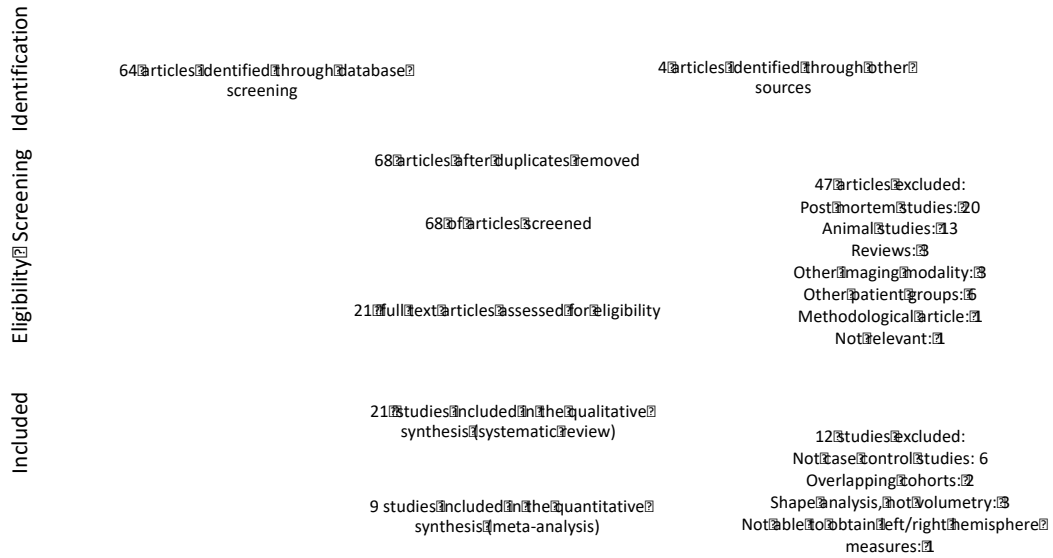 Identification
64 articles identified through database
screening
4 articles identified through other
sources
Screening
68 articles after duplicates removed
68 of articles screened
47 articles excluded:
Post mortem studies: 20
Animal studies: 13
Reviews: 3
Other imaging modality: 3
Other patient groups: 6
Methodological article: 1
Not relevant: 1
Eligibility
21 full text articles assessed for eligibility
Included
21 studies included in the qualitative
synthesis (systematic review)
9 studies included in the quantitative
synthesis (meta-analysis)
12 studies excluded:
Not case control studies: 6
Overlapping cohorts: 2
Shape analysis, not volumetry: 3
Not able to obtain left/right hemisphere
measures: 1